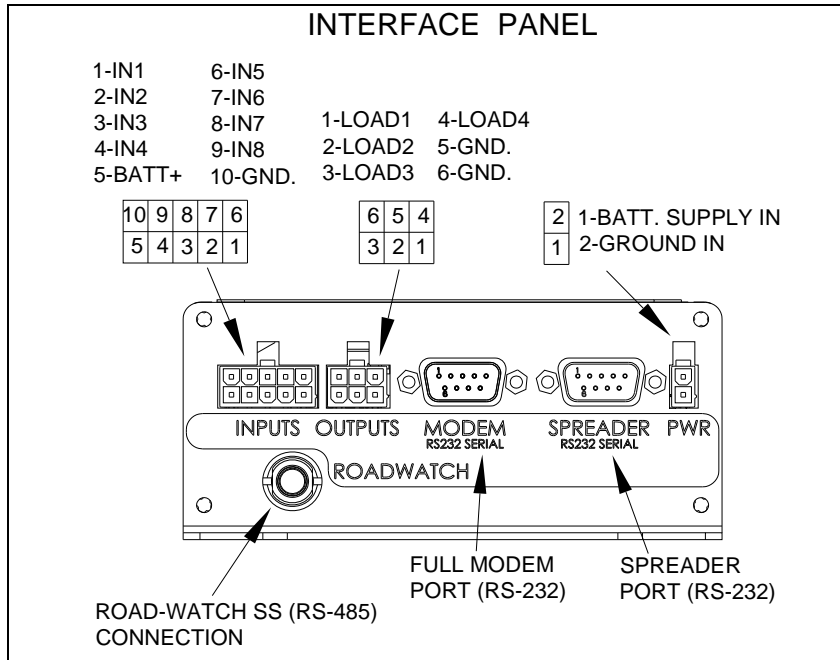 INTERFACE PANEL
1-IN1 6-IN5
2-IN2 7-IN6
3-IN3 8-IN7
4-IN4 9-IN8
5-BATT+ 10-GND.
1-LOAD1 4-LOAD4
2-LOAD2 5-GND.
3-LOAD3 6-GND.
10 9 8 7 6
5 4 3 2 1
6 5 4
3 2 1
2 1-BATT. SUPPLY IN
1 2-GROUND IN
1
6
1
6
INPUTS OUTPUTS MODEM SPREADER PWR
RS232 SERIAL RS232 SERIAL
ROADWATCH
FULL MODEM
PORT (RS-232)
SPREADER
PORT (RS-232)
ROAD-WATCH SS (RS-485)
CONNECTION